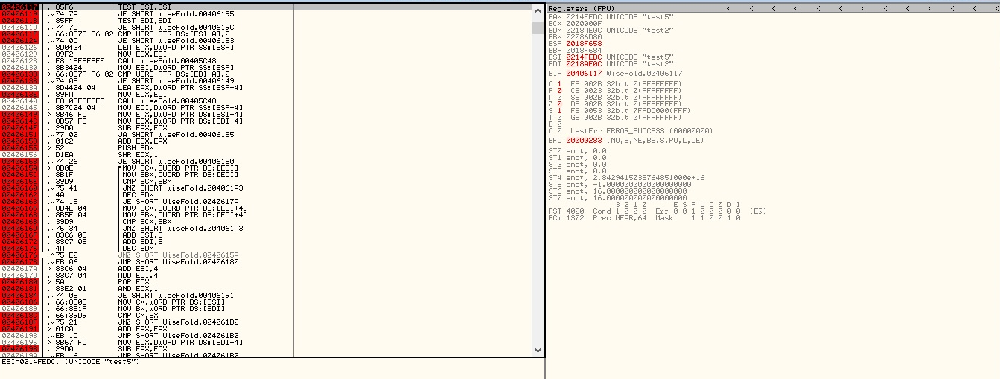 00406117 . 85F6 TEST ESI,ESI
00406119 .v74 7A JE SHORT WiseFold.00406195
0040611B . 85FF TEST EDI,EDI
0040611D .v74 7D JE SHORT WiseFold.0040619C
0040611F . 66:837E F6 02 CMP WORD PTR DS:[ESI-A],2
00406124 .v74 0D JE SHORT WiseFold.00406133
00406126 . 8D0424 LEA EAX,DWORD PTR SS:[ESP]
00406129 . 89F2 MOV EDX,ESI
0040612B . E8 18FBFFFF CALL WiseFold.00405C48
00406130 . 8B3424 MOV ESI,DWORD PTR SS:[ESP]
00406133 > 66:837F F6 02 CMP WORD PTR DS:[EDI-A],2
00406138 .v74 0F JE SHORT WiseFold.00406149
0040613A . 8D4424 04 LEA EAX,DWORD PTR SS:[ESP+4]
0040613E . 89FA MOV EDX,EDI
00406140 . E8 03FBFFFF CALL WiseFold.00405C48
00406145 . 8B7C24 04 MOV EDI,DWORD PTR SS:[ESP+4]
00406149 > 8B46 FC MOV EAX,DWORD PTR DS:[ESI-4]
0040614C . 8B57 FC MOV EDX,DWORD PTR DS:[EDI-4]
0040614F . 29D0 SUB EAX,EDX
00406151 .v77 02 JA SHORT WiseFold.00406155
00406153 . 01C2 ADD EDX,EAX
00406155 > 52 PUSH EDX
00406156 . D1EA SHR EDX,1
00406158 .v74 26 JE SHORT WiseFold.00406180
0040615A > 8B0E MOV ECX,DWORD PTR DS:[ESI]
0040615C . 8B1F MOV EBX,DWORD PTR DS:[EDI]
0040615E . 39D9 CMP ECX,EBX
00406160 .v75 41 JNZ SHORT WiseFold.004061A3
00406162 . 4A DEC EDX
00406163 .v74 15 JE SHORT WiseFold.0040617A
00406165 . 8B4E 04 MOV ECX,DWORD PTR DS:[ESI+4]
00406168 . 8B5F 04 MOV EBX,DWORD PTR DS:[EDI+4]
0040616B . 39D9 CMP ECX,EBX
0040616D .v75 34 JNZ SHORT WiseFold.004061A3
0040616F . 83C6 08 ADD ESI,8
00406172 . 83C7 08 ADD EDI,8
00406175 . 4A DEC EDX
00406176 .^75 E2 JNZ SHORT WiseFold.0040615A
00406178 .vEB 06 JMP SHORT WiseFold.00406180
0040617A > 83C6 04 ADD ESI,4
0040617D . 83C7 04 ADD EDI,4
00406180 > 5A POP EDX
00406181 . 83E2 01 AND EDX,1
00406184 .v74 0B JE SHORT WiseFold.00406191
00406186 . 66:8B0E MOV CX,WORD PTR DS:[ESI]
00406189 . 66:8B1F MOV BX,WORD PTR DS:[EDI]
0040618C . 66:39D9 CMP CX,BX
0040618F .v75 21 JNZ SHORT WiseFold.004061B2
00406191 > 01C0 ADD EAX,EAX
00406193 .vEB 1D JMP SHORT WiseFold.004061B2
00406195 > 8B57 FC MOV EDX,DWORD PTR DS:[EDI-4]
00406198 . 29D0 SUB EAX,EDX
0040619A .vEB 16 JMP SHORT WiseFold.004061B2
ESI=0214FEDC, (UNICODE "test5")
Registers (FPU) < < < < < < < < < < < < <
EAX 0214FEDC UNICODE "test5"
ECX 0000000F
EDX 0218AE0C UNICODE "test2"
EBX 02086D80
ESP 0018F658
EBP 0018F684
ESI 0214FEDC UNICODE "test5"
EDI 0218AE0C UNICODE "test2"
EIP 00406117 WiseFold.00406117
C 1 ES 002B 32bit 0(FFFFFFFF)
P 0 CS 0023 32bit 0(FFFFFFFF)
A 0 SS 002B 32bit 0(FFFFFFFF)
Z 0 DS 002B 32bit 0(FFFFFFFF)
S 1 FS 0053 32bit 7FFDD000(FFF)
T 0 GS 002B 32bit 0(FFFFFFFF)
D 0
O 0 LastErr ERROR_SUCCESS (00000000)
EFL 00000283 (NO,B,NE,BE,S,PO,L,LE)
ST0 empty 0.0
ST1 empty 0.0
ST2 empty 0.0
ST3 empty 0.0
ST4 empty 2.8429415035764851000e+16
ST5 empty -1.0000000000000000000
ST6 empty 16.000000000000000000
ST7 empty 16.000000000000000000
3 2 1 0 E S P U O Z D I
FST 4020 Cond 1 0 0 0 Err 0 0 1 0 0 0 0 0 (EQ)
FCW 1372 Prec NEAR,64 Mask 1 1 0 0 1 0